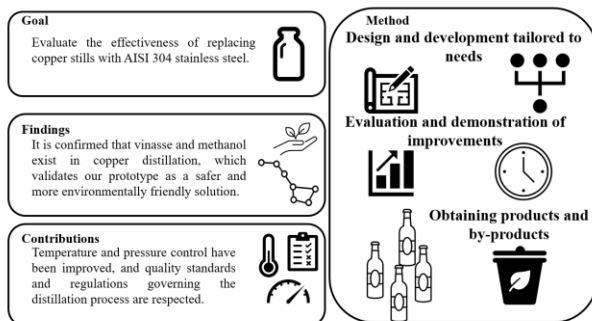 Goal
Evaluate the effectiveness of replacing
copper stills with AISI 304 stainless steel.
Findings
It is confirmed that vinasse and methanol
exist in copper distillation, which
validates our prototype as a safer and
more environmentally friendly solution.
Contributions
Temperature and pressure control have
been improved, and quality standards
and regulations governing the
distillation process are respected.
Method
Design and development tailored to
needs
Evaluation and demonstration of
improvements
Obtaining products and
by-products